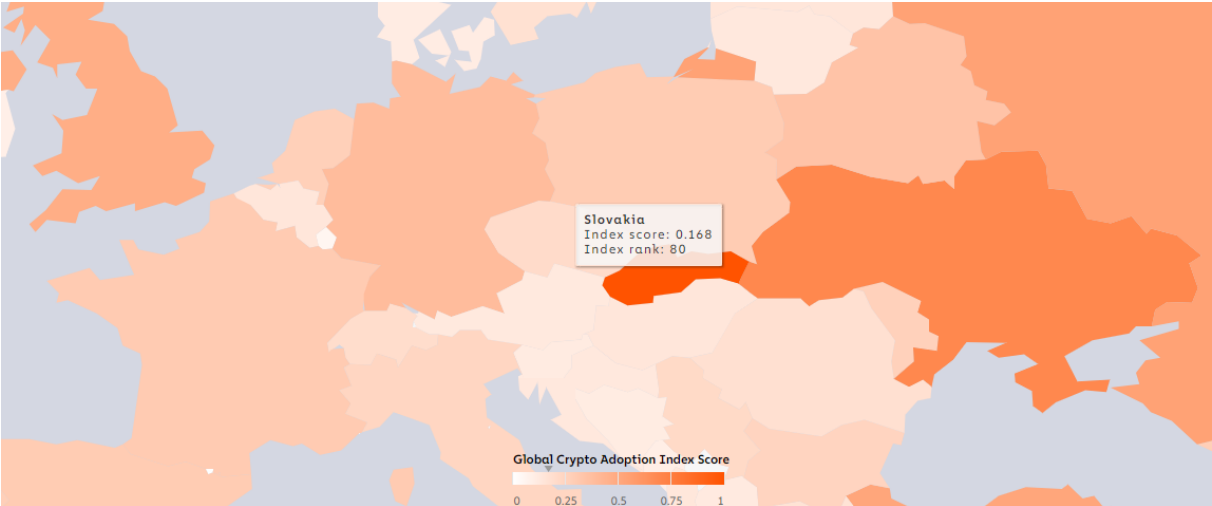 Slovakia
Index score: 0.168
Index rank: 80
Global Crypto Adoption Index Score
0 0.25 0.5 0.75 1